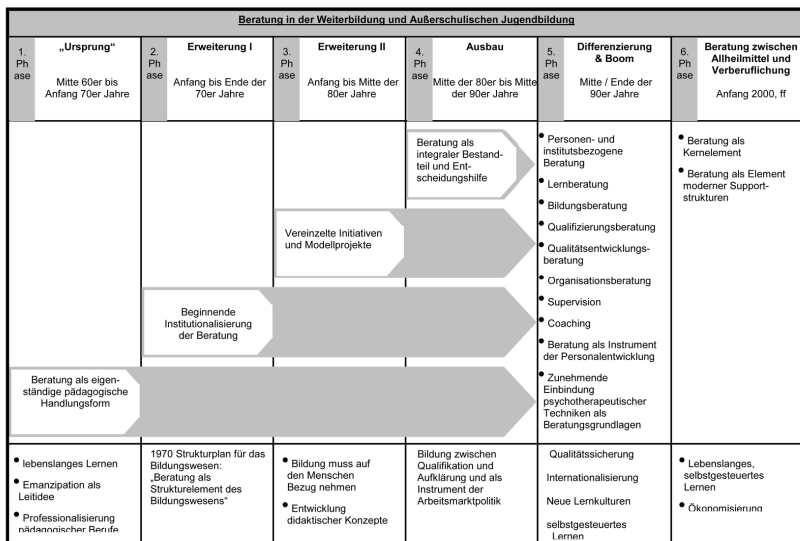 Beratung in der Weiterbildung und Außerschulischen Jugendbildung
1.
Ph
ase
„Ursprung“
Mitte 60er bis
Anfang 70er Jahre
2.
Ph
ase
Erweiterung I
Anfang bis Ende der
70er Jahre
3.
Ph
ase
Erweiterung II
Anfang bis Mitte der
80er Jahre
4.
Ph
ase
Ausbau
Mitte der 80er bis Mitte
der 90er Jahre
5.
Ph
ase
Differenzierung
& Boom
Mitte / Ende der
90er Jahre
6.
Ph
ase
Beratung zwischen
Allheilmittel und
Verberuflichung
Anfang 2000, ff
Beratung als eigen-
ständige pädagogische
Handlungsform
Beginnende
Institutionalisierung
der Beratung
Vereinzelte Initiativen
und Modellprojekte
Beratung als
integraler Bestand-
teil und Ent-
scheidungshilfe
• Personen- und
institutsbezogene
Beratung
• Lernberatung
• Bildungsberatung
• Qualifizierungsberatung
• Qualitätsentwicklungs-
beratung
• Organisationsberatung
• Supervision
• Coaching
• Beratung als Instrument
der Personalentwicklung
• Zunehmende
Einbindung
psychotherapeutischer
Techniken als
Beratungsgrundlagen
• Beratung als
Kernelement
• Beratung als Element
moderner Support-
strukturen
• lebenslanges Lernen
• Emanzipation als
Leitidee
• Professionalisierung
pädagogischer Berufe
1970 Strukturplan für das
Bildungswesen:
„Beratung als
Strukturelement des
Bildungswesens“
• Bildung muss auf
den Menschen
Bezug nehmen
• Entwicklung
didaktischer Konzepte
Bildung zwischen
Qualifikation und
Aufklärung und als
Instrument der
Arbeitsmarktpolitik
Qualitätssicherung
Internationalisierung
Neue Lernkulturen
selbstgesteuertes
Lernen
• Lebenslanges,
selbstgesteuertes
Lernen
• Ökonomisierung